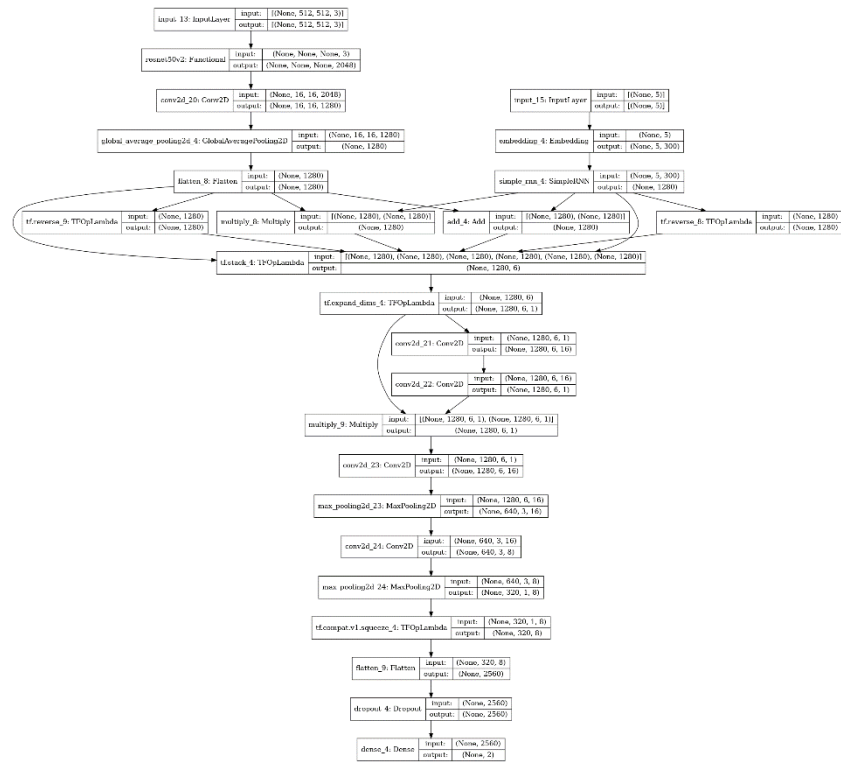 input_13: InputLayer input: [(None, 512, 512, 3)]
output: [(None, 512, 512, 3)]
resnet50v2: Functional input: (None, None, None, 3)
output: (None, None, None, 2048)
conv2d_20: Conv2D input: (None, 16, 16, 2048)
output: (None, 16, 16, 1280)
input_15: InputLayer input: [(None, 5)]
output: [(None, 5)]
global_average_pooling2d_4: GlobalAveragePooling2D input: (None, 16, 16, 1280)
output: (None, 1280)
embedding_4: Embedding input: (None, 5)
output: (None, 5, 300)
flatten_8: Flatten input: (None, 1280)
output: (None, 1280)
simple_rnn_4: SimpleRNN input: (None, 5, 300)
output: (None, 1280)
tf.reverse_9: TFOpLambda input: (None, 1280)
output: (None, 1280)
multiply_8: Multiply input: [(None, 1280), (None, 1280)]
output: (None, 1280)
add_4: Add input: [(None, 1280), (None, 1280)]
output: (None, 1280)
tf.reverse_8: TFOpLambda input: (None, 1280)
output: (None, 1280)
tf.stack_4: TFOpLambda input: [(None, 1280), (None, 1280), (None, 1280), (None, 1280), (None, 1280), (None, 1280)]
output: (None, 1280, 6)
tf.expand_dims_4: TFOpLambda input: (None, 1280, 6)
output: (None, 1280, 6, 1)
conv2d_21: Conv2D input: (None, 1280, 6, 1)
output: (None, 1280, 6, 16)
conv2d_22: Conv2D input: (None, 1280, 6, 16)
output: (None, 1280, 6, 1)
multiply_9: Multiply input: [(None, 1280, 6, 1), (None, 1280, 6, 1)]
output: (None, 1280, 6, 1)
conv2d_23: Conv2D input: (None, 1280, 6, 1)
output: (None, 1280, 6, 16)
max_pooling2d_23: MaxPooling2D input: (None, 1280, 6, 16)
output: (None, 640, 3, 16)
conv2d_24: Conv2D input: (None, 640, 3, 16)
output: (None, 640, 3, 8)
max_pooling2d_24: MaxPooling2D input: (None, 640, 3, 8)
output: (None, 320, 1, 8)
tf.compat.v1.squeeze_4: TFOpLambda input: (None, 320, 1, 8)
output: (None, 320, 8)
flatten_9: Flatten input: (None, 320, 8)
output: (None, 2560)
dropout_4: Dropout input: (None, 2560)
output: (None, 2560)
dense_4: Dense input: (None, 2560)
output: (None, 2)